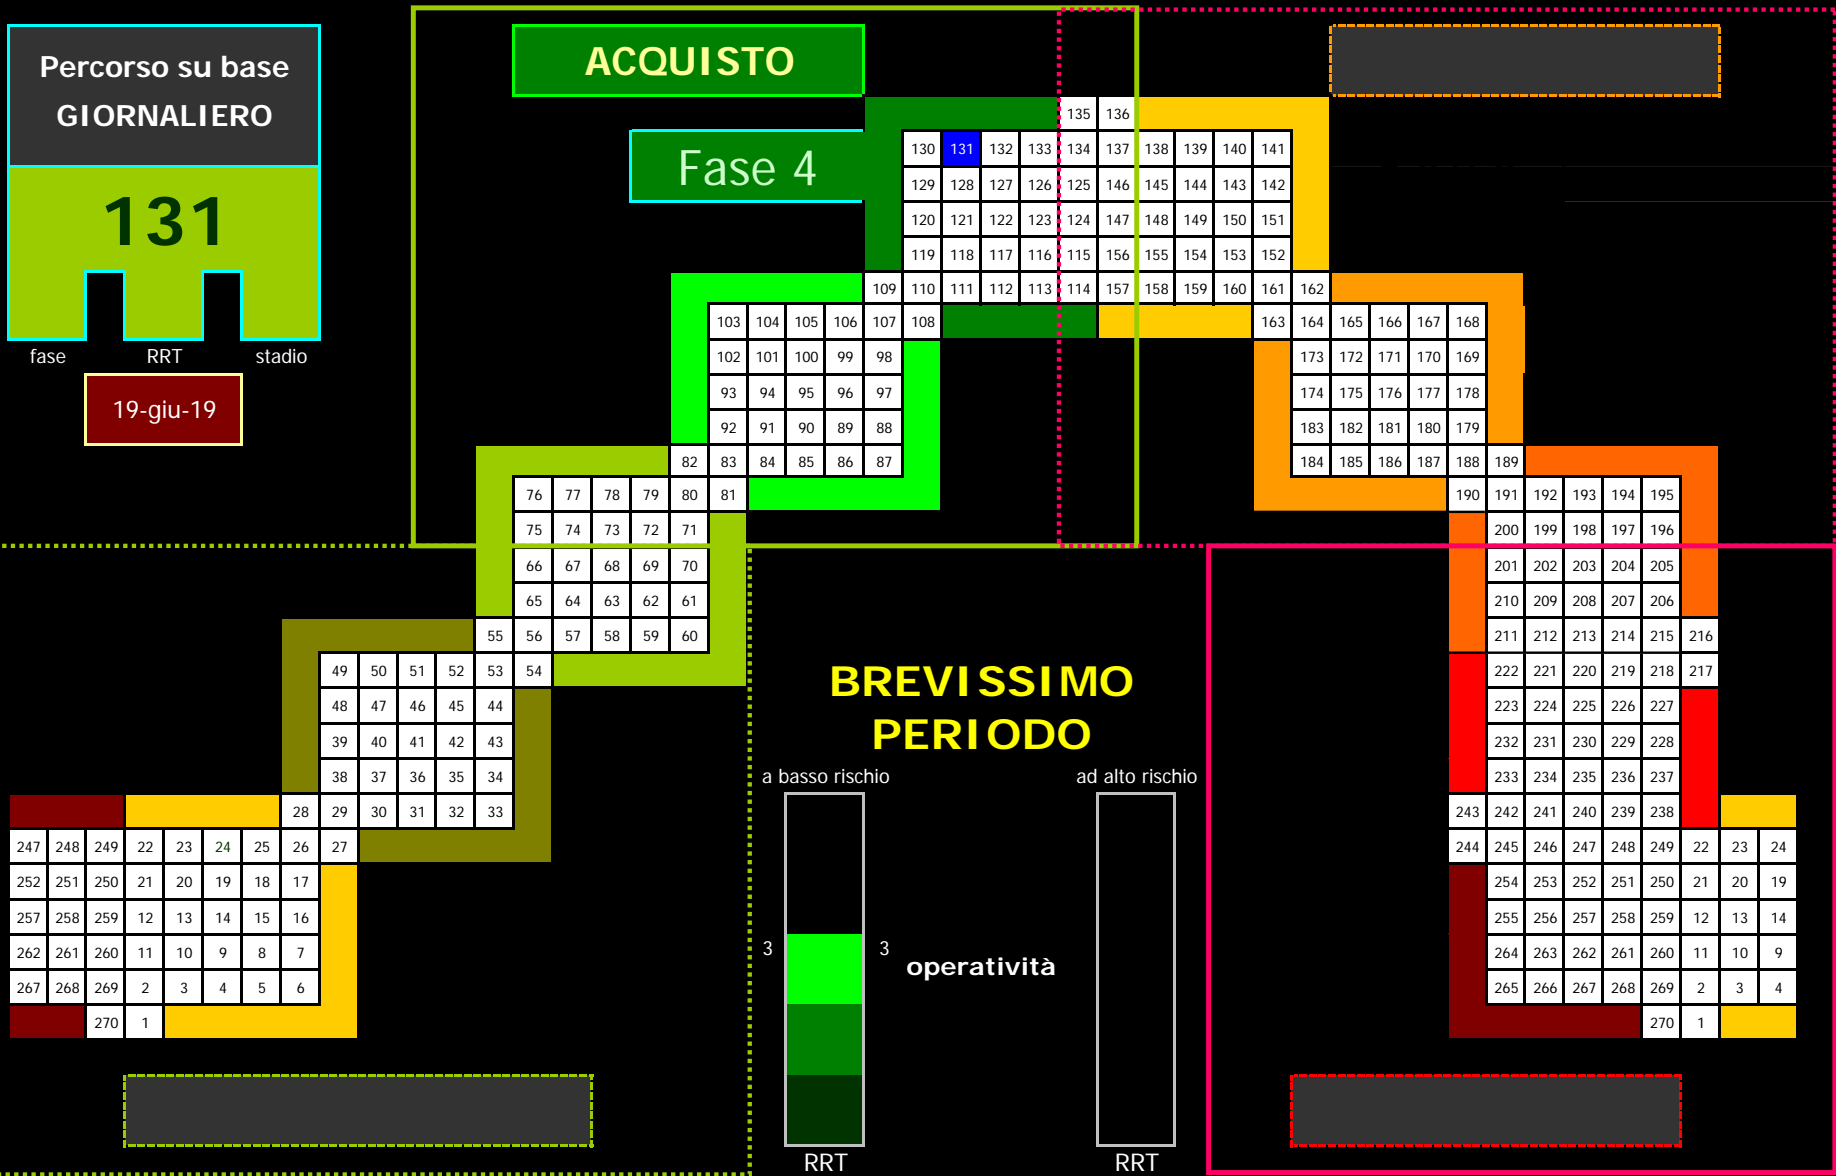 Percorso su base
GIORNALIERO
131
fase RRT stadio
19-giu-19
ACQUISTO
Fase 4
135 136
130 131 132 133 134 137 138 139 140 141
129 128 127 126 125 146 145 144 143 142
120 121 122 123 124 147 148 149 150 151
119 118 117 116 115 156 155 154 153 152
109 110 111 112 113 114 157 158 159 160 161 162
103 104 105 106 107 108 163 164 165 166 167 168
102 101 100 99 98 173 172 171 170 169
93 94 95 96 97 174 175 176 177 178
92 91 90 89 88 183 182 181 180 179
82 83 84 85 86 87 184 185 186 187 188 189
76 77 78 79 80 81 190 191 192 193 194 195
75 74 73 72 71 200 199 198 197 196
66 67 68 69 70 201 202 203 204 205
65 64 63 62 61 210 209 208 207 206
55 56 57 58 59 60 211 212 213 214 215 216
49 50 51 52 53 54 222 221 220 219 218 217
48 47 46 45 44 223 224 225 226 227
39 40 41 42 43 232 231 230 229 228
38 37 36 35 34 233 234 235 236 237
28 29 30 31 32 33 243 242 241 240 239 238
247 248 249 22 23 24 25 26 27 244 245 246 247 248 249 22 23 24
252 251 250 21 20 19 18 17 254 253 252 251 250 21 20 19
257 258 259 12 13 14 15 16 255 256 257 258 259 12 13 14
262 261 260 11 10 9 8 7 264 263 262 261 260 11 10 9
267 268 269 2 3 4 5 6 265 266 267 268 269 2 3 4
270 1 270 1
BREVISSIMO
PERIODO
a basso rischio ad alto rischio
3 3
operatività
RRT RRT